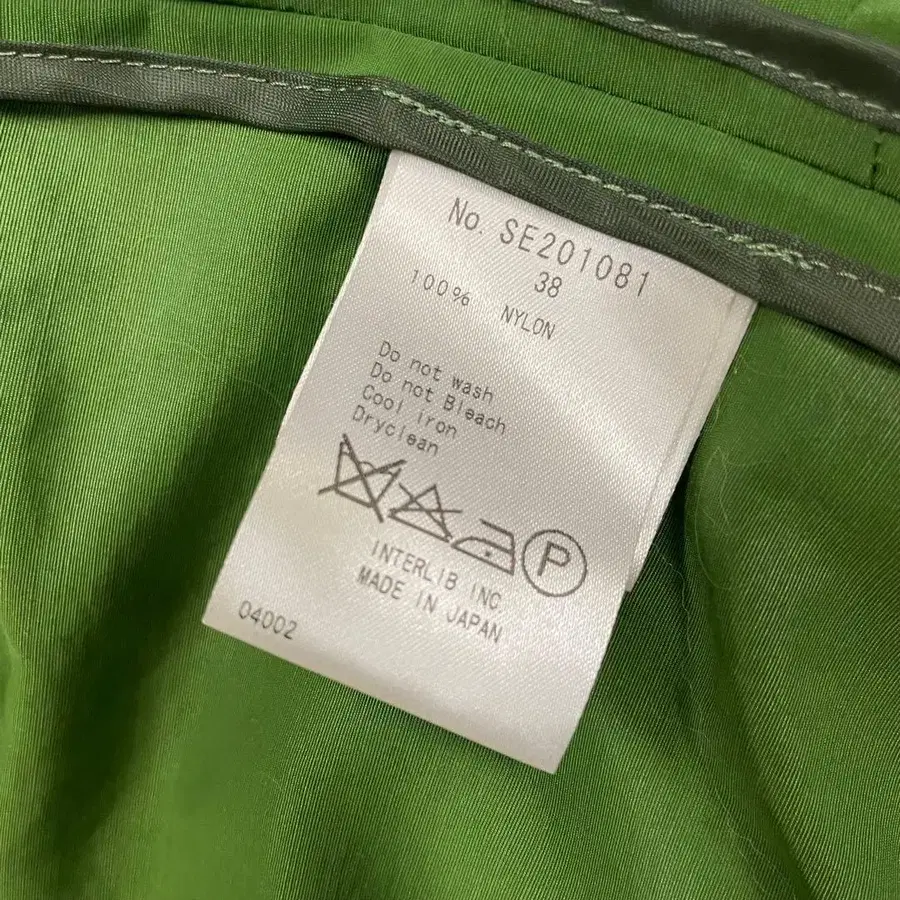 No. SE201081
38
100% NYLON
Do not wash
Do not Bleach
Cool iron
Dryclean
P
INTERLIB INC.
MADE IN JAPAN
04002